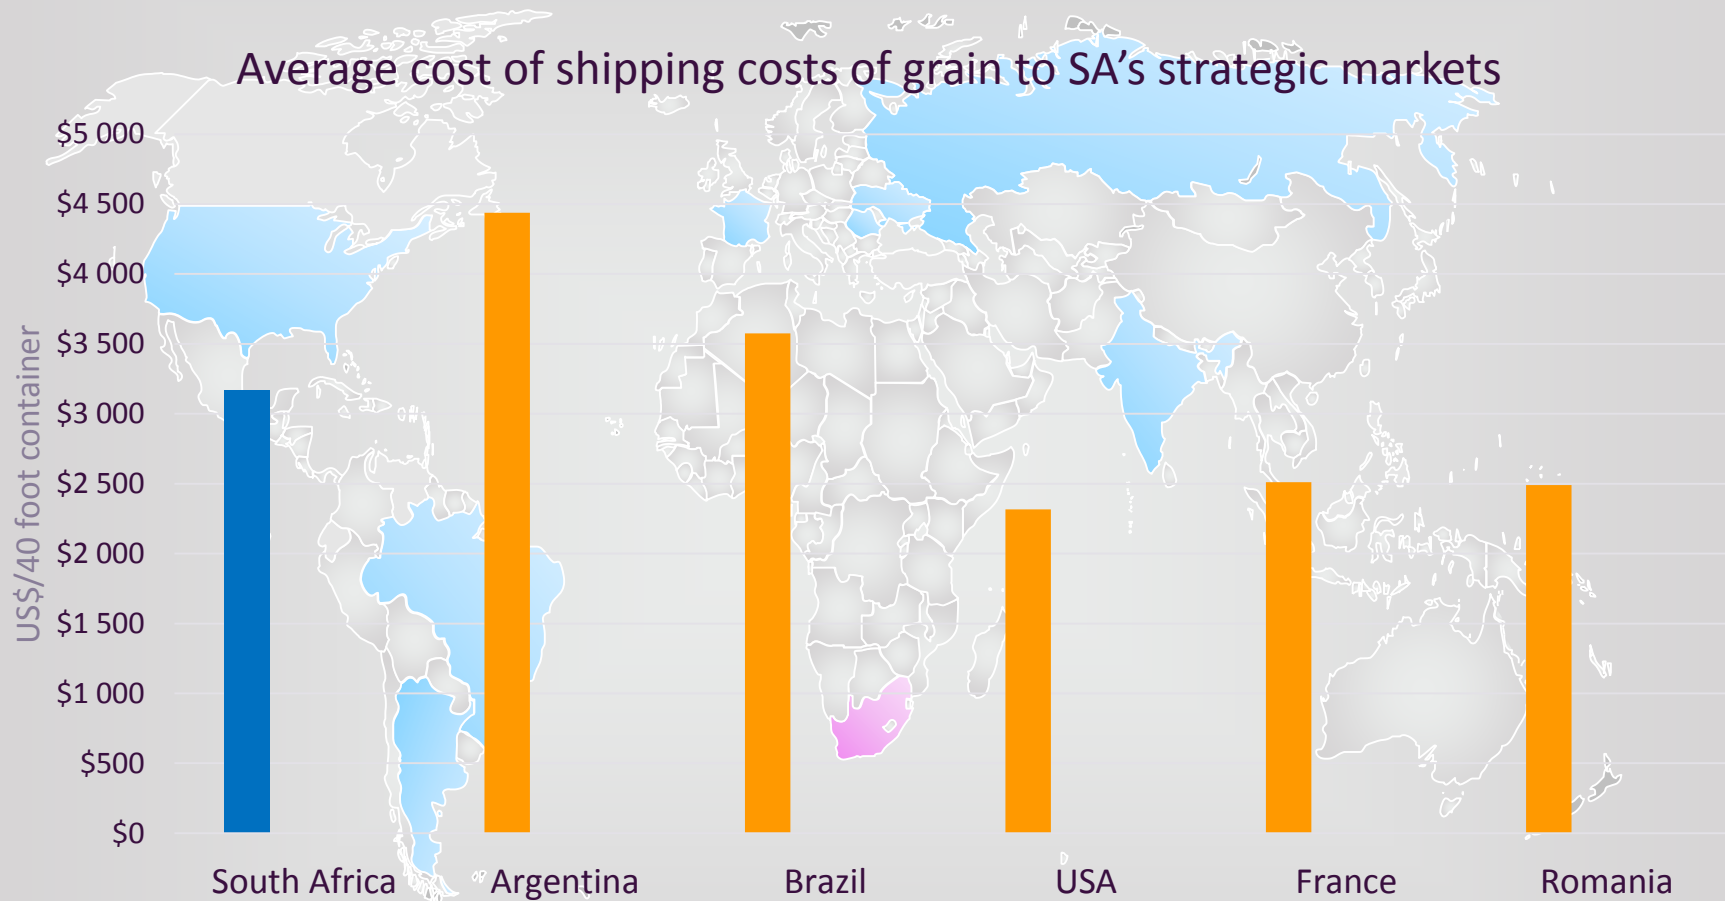 Average cost of shipping costs of grain to SA's strategic markets
US$/40 foot container
$5 000
$4 500
$4 000
$3 500
$3 000
$2 500
$2 000
$1 500
$1 000
$500
$0
South Africa
Argentina
Brazil
USA
France
Romania